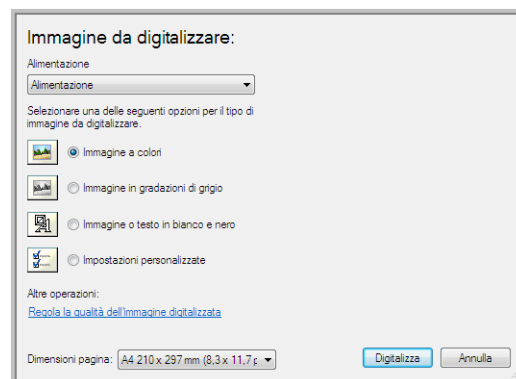 Immagine da digitalizzare:
Alimentazione
Alimentazione
Selezionare una delle seguenti opzioni per il tipo di
immagine da digitalizzare.
Immagine a colori
Immagine in gradazioni di grigio
Immagine o testo in bianco e nero
Impostazioni personalizzate
Altre operazioni:
Regola la qualità dell'immagine digitalizzata
Dimensioni pagina: A4 210 x 297 mm (8,3 x 11,7 p Digitalizza Annulla